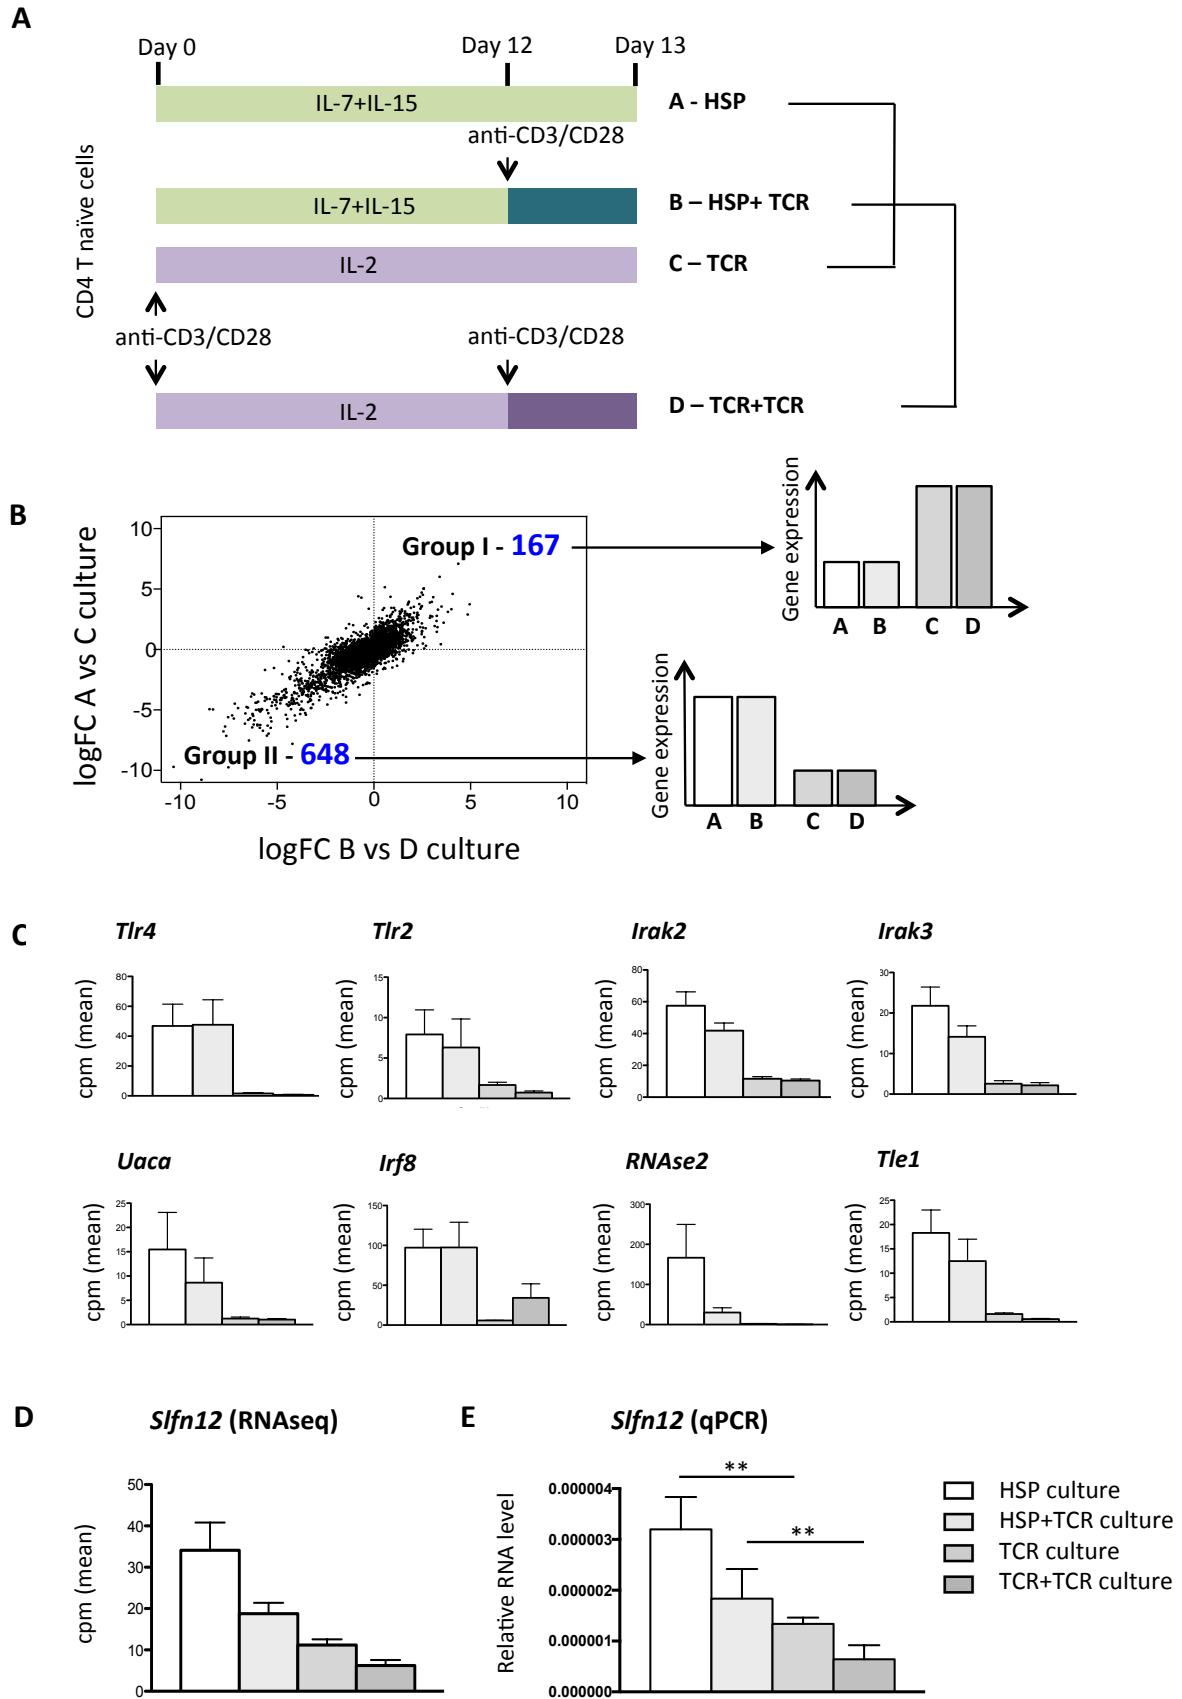 A
Day 0
Day 12
Day 13
IL-7+IL-15
A - HSP
anti-CD3/CD28
CD4 T naïve cells
IL-7+IL-15
B – HSP+ TCR
IL-2
C – TCR
anti-CD3/CD28
anti-CD3/CD28
IL-2
D – TCR+TCR
B
logFC A vs C culture
10
5
0
-5
-10
Group I - 167
Group II - 648
-10
-5
0
5
10
logFC B vs D culture
Gene expression
A
B
C
D
Gene expression
A
B
C
D
C
Tlr4
cpm (mean)
80
60
40
20
0
Tlr2
cpm (mean)
15
10
5
0
Irak2
cpm (mean)
80
60
40
20
0
Irak3
cpm (mean)
30
20
10
0
Uaca
cpm (mean)
25
20
15
10
5
0
Irf8
cpm (mean)
150
100
50
0
RNAse2
cpm (mean)
300
200
100
0
Tle1
cpm (mean)
25
20
15
10
5
0
D
Slfn12 (RNAseq)
cpm (mean)
50
40
30
20
10
0
E
Slfn12 (qPCR)
Relative RNA level
0.000004
0.000003
0.000002
0.000001
0.000000
**
**
HSP culture
HSP+TCR culture
TCR culture
TCR+TCR culture